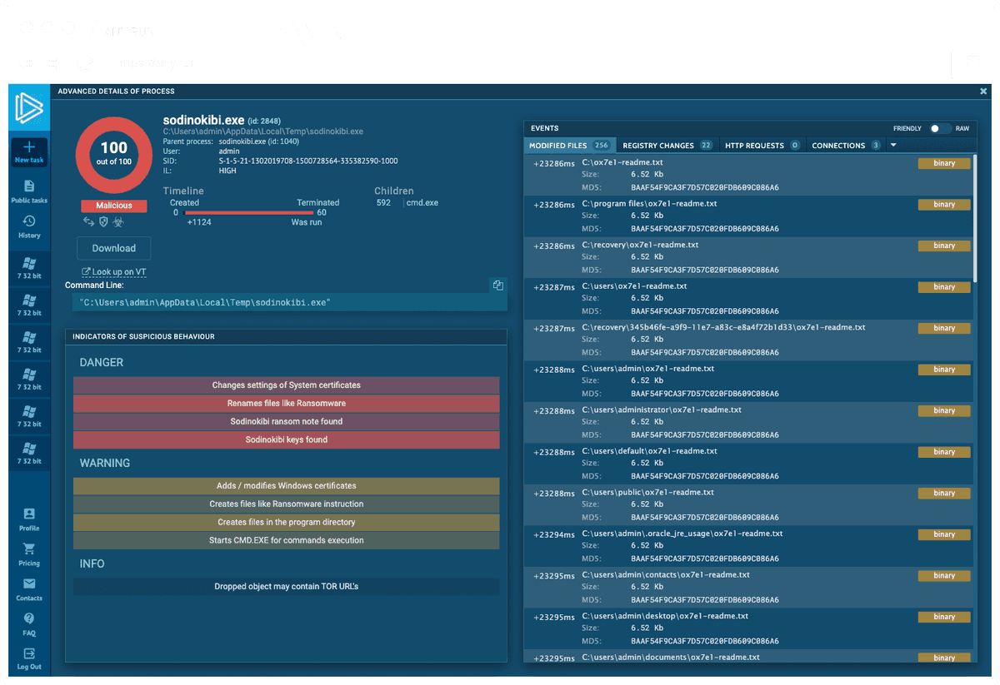 ADVANCED DETAILS OF PROCESS
New task
Public tasks
History
7 32 bit
7 32 bit
7 32 bit
7 32 bit
7 32 bit
7 32 bit
Profile
Pricing
Contacts
FAQ
Log Out
100
out of 100
Malicious
Download
Look up on VT
sodinokibi.exe (id: 2848)
C:\Users\admin\AppData\Local\Temp\sodinokibi.exe
Parent process: sodinokibi.exe (id: 1040)
User: admin
SID: S-1-5-21-1302019708-1500728564-335382590-1000
IL: HIGH
Timeline
Created Terminated
0 60
+1124 Was run
Children
592 cmd.exe
Command Line:
"C:\Users\admin\AppData\Local\Temp\sodinokibi.exe"
INDICATORS OF SUSPICIOUS BEHAVIOUR
DANGER
Changes settings of System certificates
Renames files like Ransomware
Sodinokibi ransom note found
Sodinokibi keys found
WARNING
Adds / modifies Windows certificates
Creates files like Ransomware instruction
Creates files in the program directory
Starts CMD.EXE for commands execution
INFO
Dropped object may contain TOR URL's
EVENTS FRIENDLY RAW
MODIFIED FILES 256 REGISTRY CHANGES 22 HTTP REQUESTS 0 CONNECTIONS 3
+23286ms C:\ox7e1-readme.txt binary
Size: 6.52 Kb
MD5: BAAF54F9CA3F7D57C020FDB609C086A6
+23286ms C:\program files\ox7e1-readme.txt binary
Size: 6.52 Kb
MD5: BAAF54F9CA3F7D57C020FDB609C086A6
+23286ms C:\recovery\ox7e1-readme.txt binary
Size: 6.52 Kb
MD5: BAAF54F9CA3F7D57C020FDB609C086A6
+23287ms C:\users\ox7e1-readme.txt binary
Size: 6.52 Kb
MD5: BAAF54F9CA3F7D57C020FDB609C086A6
+23287ms C:\recovery\345b46fe-a9f9-11e7-a83c-e8a4f72b1d33\ox7e1-readme.txt binary
Size: 6.52 Kb
MD5: BAAF54F9CA3F7D57C020FDB609C086A6
+23288ms C:\users\admin\ox7e1-readme.txt binary
Size: 6.52 Kb
MD5: BAAF54F9CA3F7D57C020FDB609C086A6
+23288ms C:\users\administrator\ox7e1-readme.txt binary
Size: 6.52 Kb
MD5: BAAF54F9CA3F7D57C020FDB609C086A6
+23288ms C:\users\default\ox7e1-readme.txt binary
Size: 6.52 Kb
MD5: BAAF54F9CA3F7D57C020FDB609C086A6
+23288ms C:\users\public\ox7e1-readme.txt binary
Size: 6.52 Kb
MD5: BAAF54F9CA3F7D57C020FDB609C086A6
+23294ms C:\users\admin\.oracle_jre_usage\ox7e1-readme.txt binary
Size: 6.52 Kb
MD5: BAAF54F9CA3F7D57C020FDB609C086A6
+23295ms C:\users\admin\contacts\ox7e1-readme.txt binary
Size: 6.52 Kb
MD5: BAAF54F9CA3F7D57C020FDB609C086A6
+23295ms C:\users\admin\desktop\ox7e1-readme.txt binary
Size: 6.52 Kb
MD5: BAAF54F9CA3F7D57C020FDB609C086A6
+23295ms C:\users\admin\documents\ox7e1-readme.txt binary